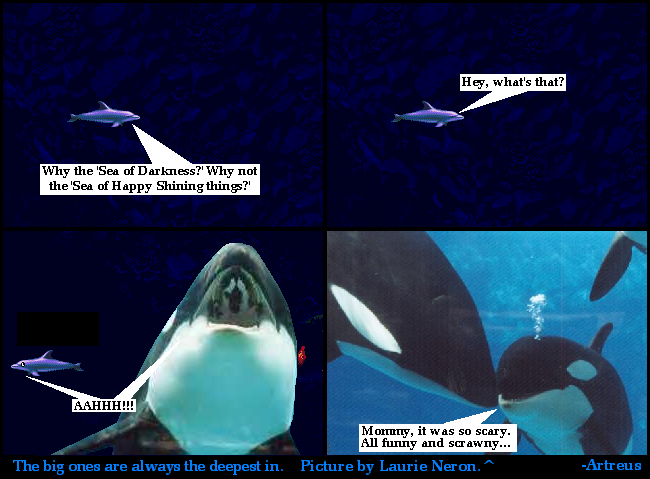 Why the 'Sea of Darkness?' Why not
the 'Sea of Happy Shining things?'
Hey, what's that?
AAHHH!!!
Mommy, it was so scary.
All funny and scrawny...
The big ones are always the deepest in. Picture by Laurie Neron.^ -Artreus